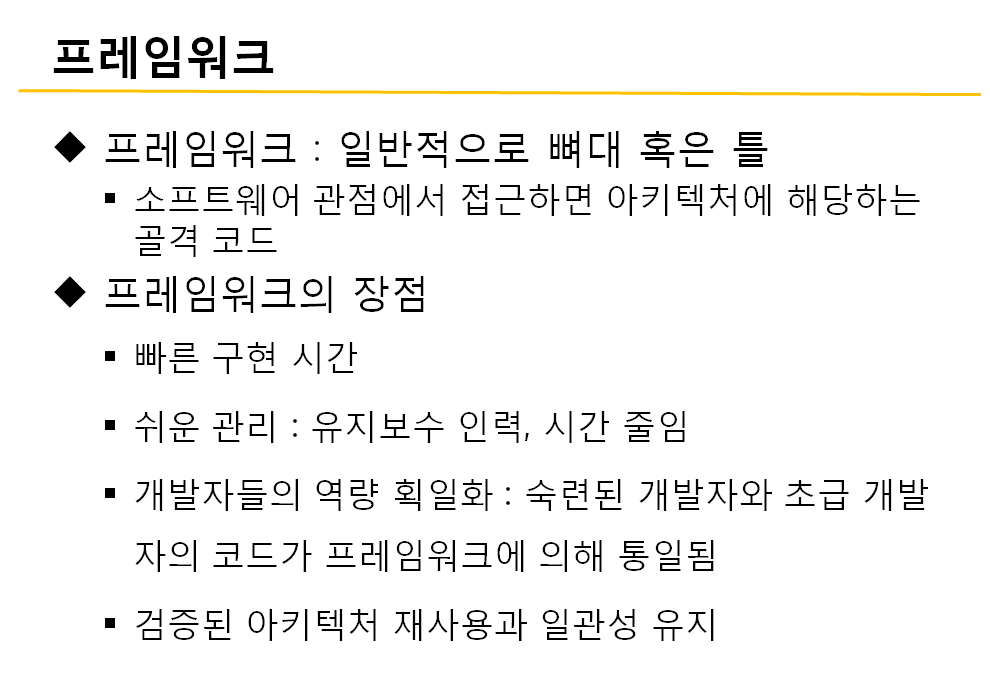 프레임워크
◆ 프레임워크 : 일반적으로 뼈대 혹은 틀
▪ 소프트웨어 관점에서 접근하면 아키텍처에 해당하는
골격 코드
◆ 프레임워크의 장점
▪ 빠른 구현 시간
▪ 쉬운 관리 : 유지보수 인력, 시간 줄임
▪ 개발자들의 역량 획일화 : 숙련된 개발자와 초급 개발
자의 코드가 프레임워크에 의해 통일됨
▪ 검증된 아키텍처 재사용과 일관성 유지